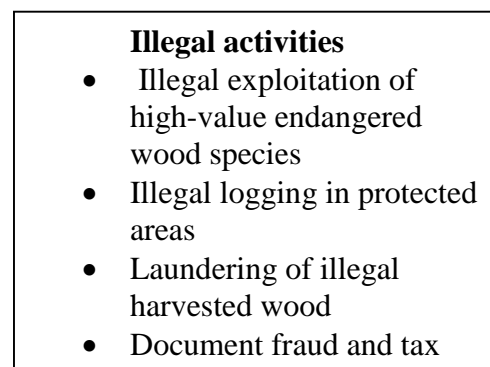 Illegal activities
• Illegal exploitation of
high-value endangered
wood species
• Illegal logging in protected
areas
• Laundering of illegal
harvested wood
• Document fraud and tax